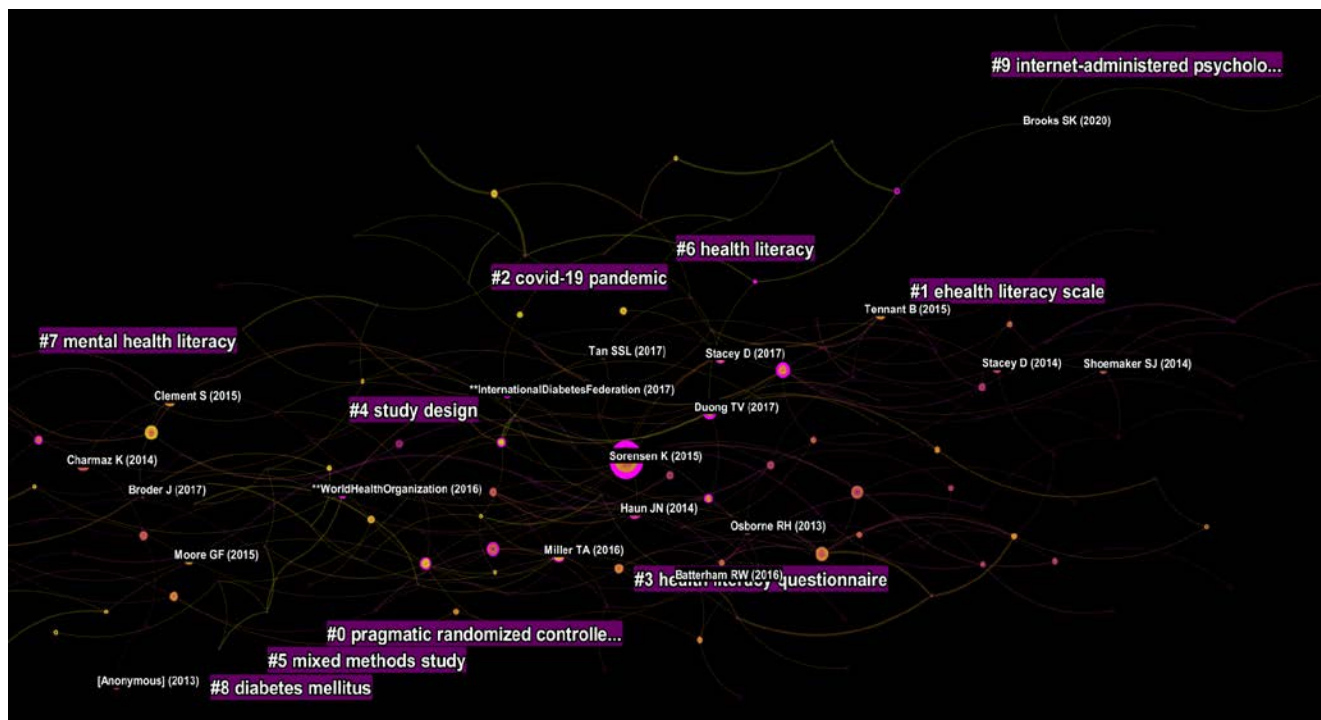 #9 internet-administered psycholo...
Brooks SK (2020)
#6 health literacy
#2 covid-19 pandemic
#1 ehealth literacy scale
Tennant B (2015)
#7 mental health literacy
Tan SSL (2017)
Stacey D (2017)
Stacey D (2014)
Shoemaker SJ (2014)
**InternationalDiabetesFederation (2017)
Clement S (2015)
#4 study design
Duong TV (2017)
Sorensen K (2015)
Charmaz K (2014)
Broder J (2017)
**WorldHealthOrganization (2016)
Haun JN (2014)
Osborne RH (2013)
Moore GF (2015)
Miller TA (2016)
Batterham RW (2016)
#3 health literacy questionnaire
#0 pragmatic randomized controlle...
#5 mixed methods study
[Anonymous] (2013)
#8 diabetes mellitus